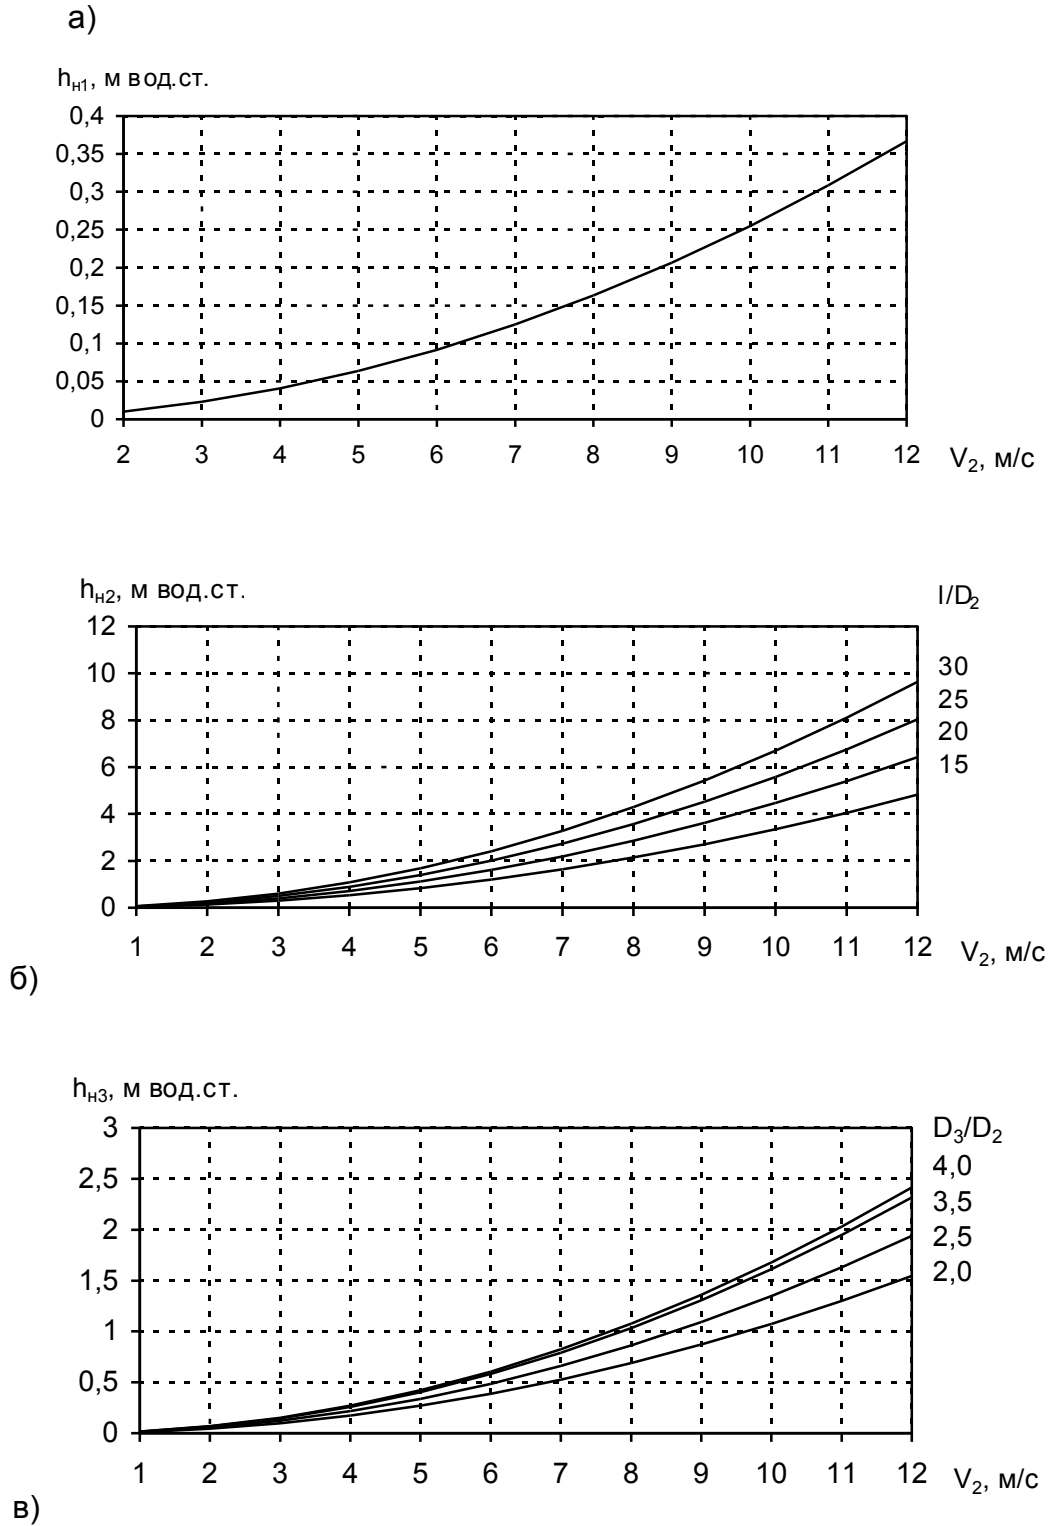 а)
hн1, м вод.ст.
0,4
0,35
0,3
0,25
0,2
0,15
0,1
0,05
0
2 3 4 5 6 7 8 9 10 11 12 V2, м/с
hн2, м вод.ст. l/D2
12
10 30
8 25
6 20
4 15
2
0
1 2 3 4 5 6 7 8 9 10 11 12 V2, м/с
б)
hн3, м вод.ст.
3 D3/D2
2,5 4,0
2 3,5
1,5 2,5
1 2,0
0,5
0
1 2 3 4 5 6 7 8 9 10 11 12 V2, м/с
в)